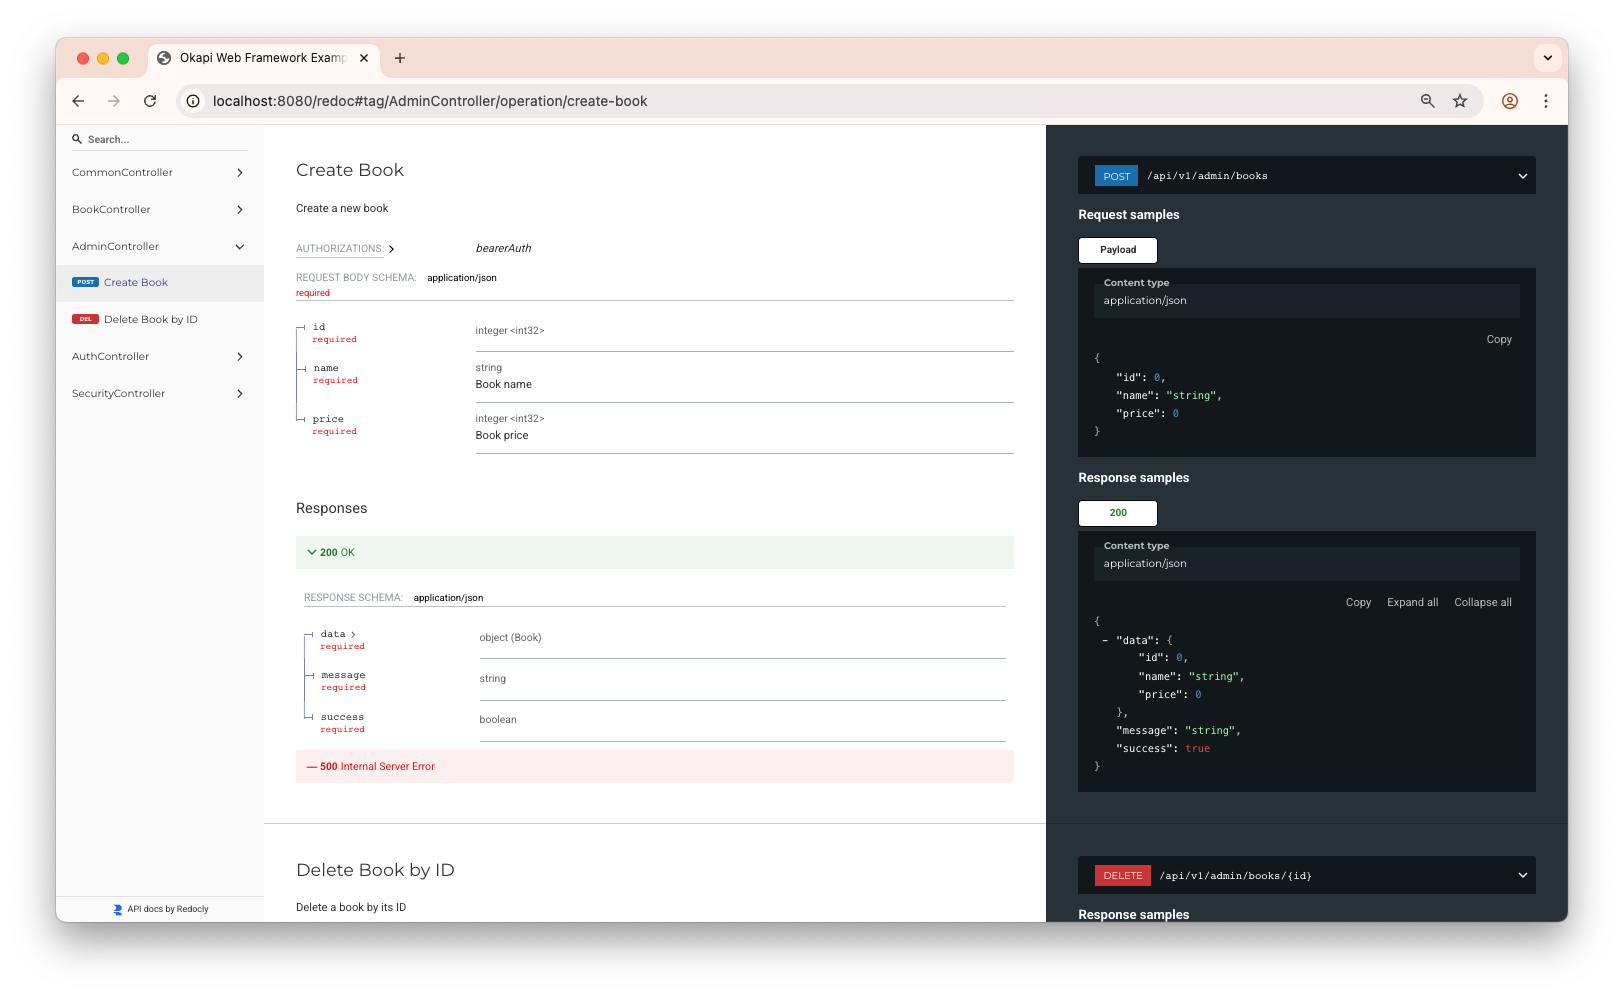 Okapi Web Framework Examp
localhost:8080/redoc#tag/AdminController/operation/create-book
Search...
CommonController
BookController
AdminController
POST Create Book
DEL Delete Book by ID
AuthController
SecurityController
API docs by Redocly
Create Book
Create a new book
AUTHORIZATIONS: bearerAuth
REQUEST BODY SCHEMA: application/json
required
id integer <int32>
required
name string
required Book name
price integer <int32>
required Book price
Responses
200 OK
RESPONSE SCHEMA: application/json
data object (Book)
required
message string
required
success boolean
required
500 Internal Server Error
Delete Book by ID
Delete a book by its ID
POST /api/v1/admin/books
Request samples
Payload
Content type
application/json
Copy
{
"id": 0,
"name": "string",
"price": 0
}
Response samples
200
Content type
application/json
Copy Expand all Collapse all
{
- "data": {
"id": 0,
"name": "string",
"price": 0
},
"message": "string",
"success": true
}
DELETE /api/v1/admin/books/{id}
Response samples